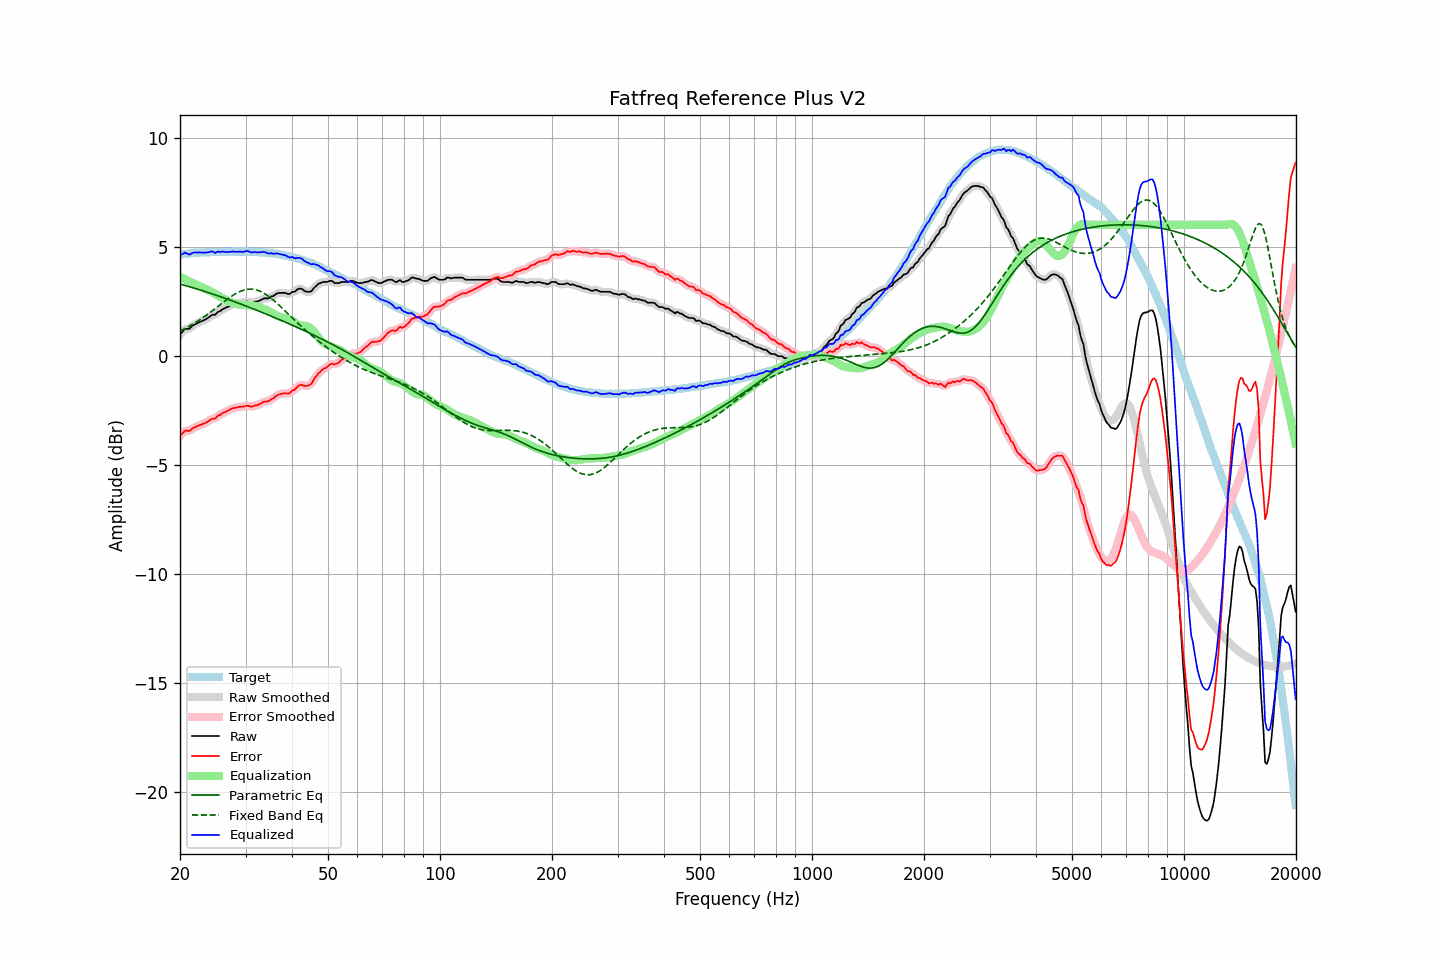 Fatfreq Reference Plus V2
10
5
0
−5
−10
−15
−20
Amplitude (dBr)
Target
Raw Smoothed
Error Smoothed
Raw
Error
Equalization
Parametric Eq
Fixed Band Eq
Equalized
20 50 100 200 500 1000 2000 5000 10000 20000
Frequency (Hz)